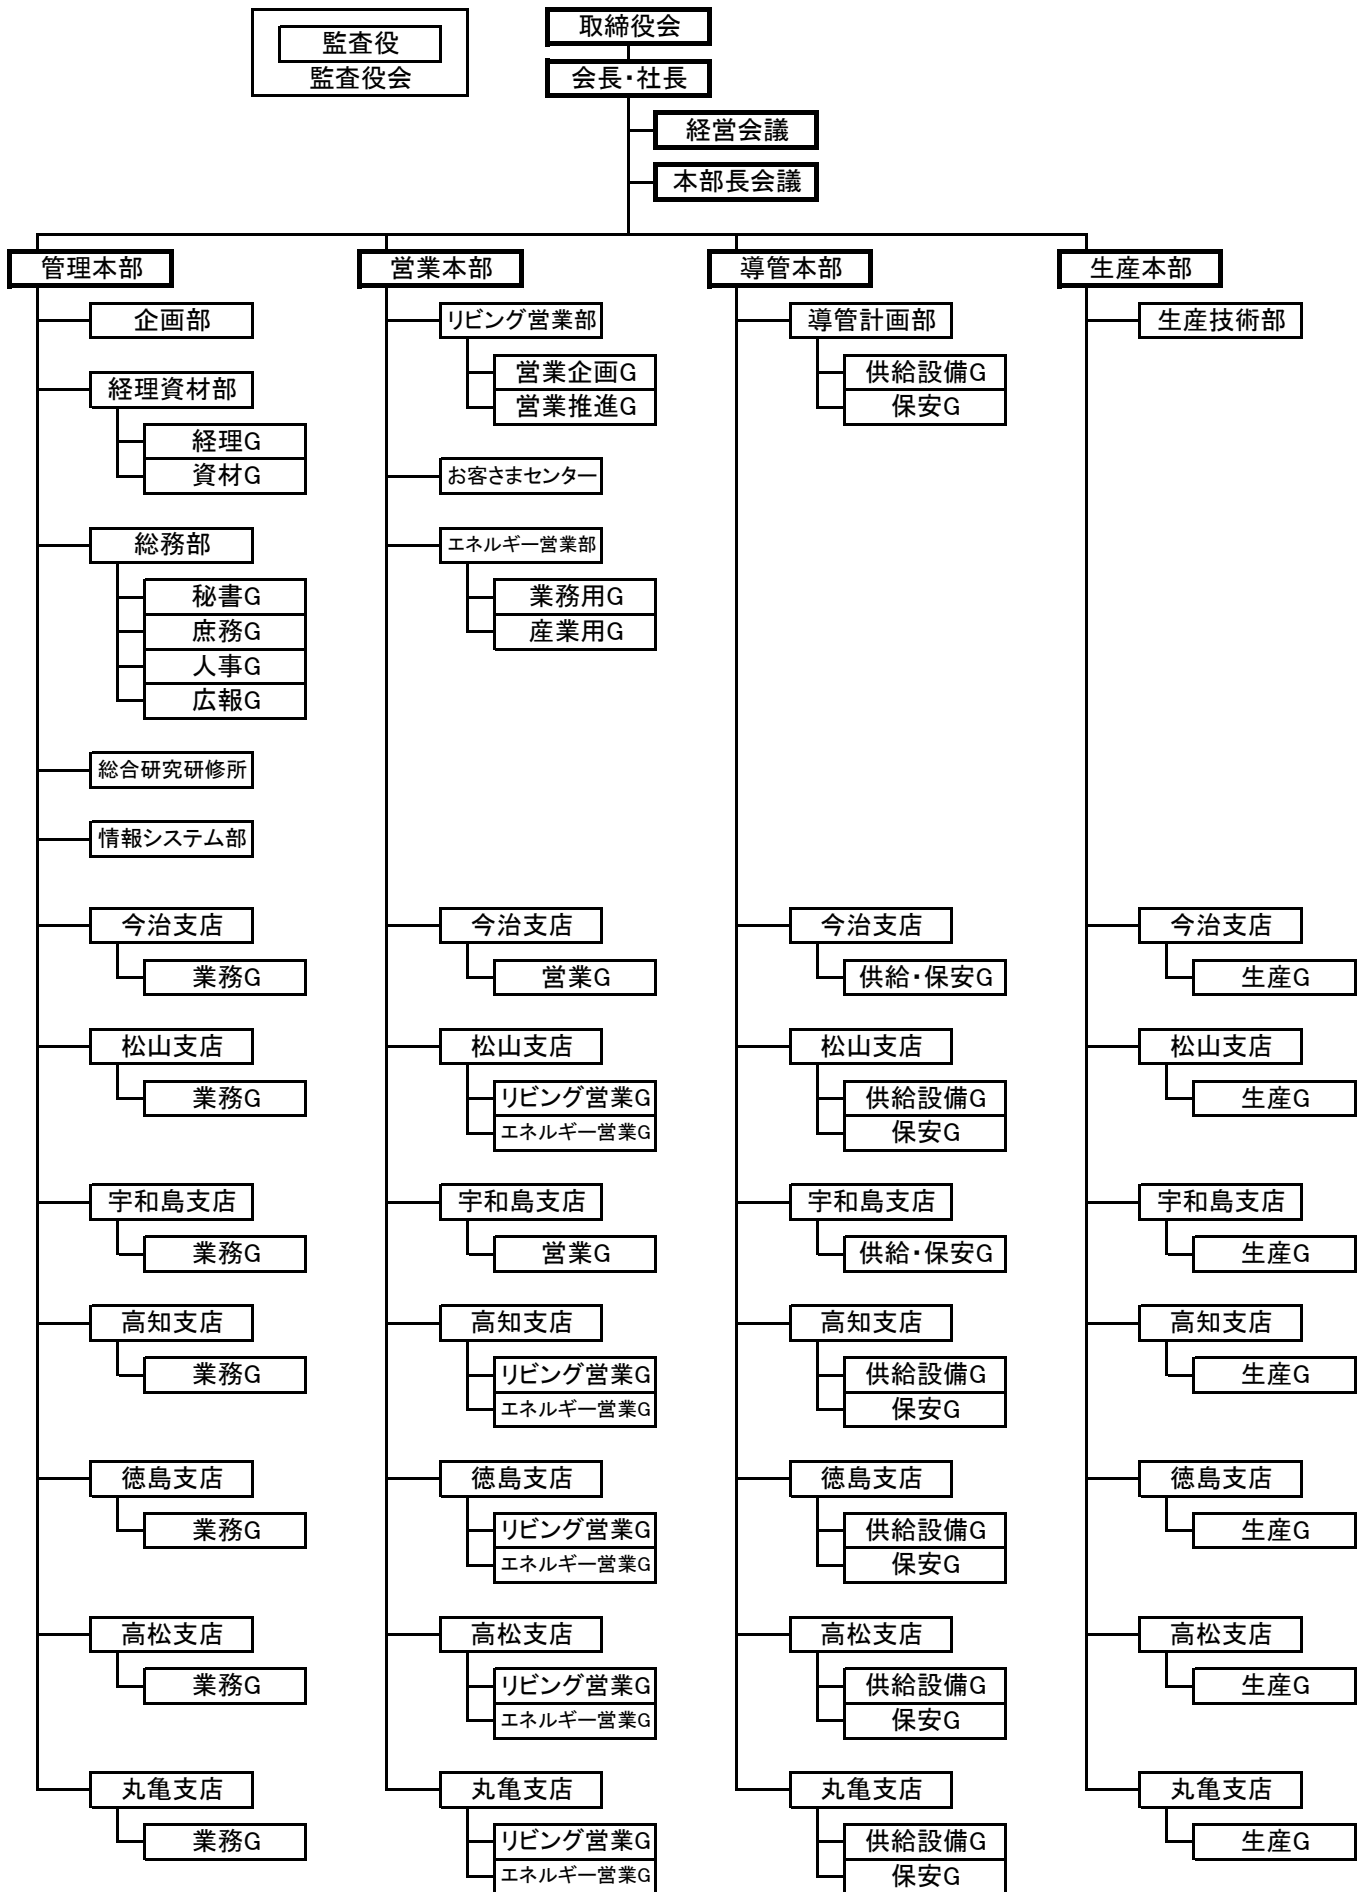 監査役
監査役会
取締役会
会長・社長
経営会議
本部長会議
管理本部
企画部
経理資材部
経理G
資材G
総務部
秘書G
庶務G
人事G
広報G
総合研究研修所
情報システム部
今治支店
業務G
松山支店
業務G
宇和島支店
業務G
高知支店
業務G
徳島支店
業務G
高松支店
業務G
丸亀支店
業務G
営業本部
リビング営業部
営業企画G
営業推進G
お客さまセンター
エネルギー営業部
業務用G
産業用G
今治支店
営業G
松山支店
リビング営業G
エネルギー営業G
宇和島支店
営業G
高知支店
リビング営業G
エネルギー営業G
徳島支店
リビング営業G
エネルギー営業G
高松支店
リビング営業G
エネルギー営業G
丸亀支店
リビング営業G
エネルギー営業G
導管本部
導管計画部
供給設備G
保安G
今治支店
供給・保安G
松山支店
供給設備G
保安G
宇和島支店
供給・保安G
高知支店
供給設備G
保安G
徳島支店
供給設備G
保安G
高松支店
供給設備G
保安G
丸亀支店
供給設備G
保安G
生産本部
生産技術部
今治支店
生産G
松山支店
生産G
宇和島支店
生産G
高知支店
生産G
徳島支店
生産G
高松支店
生産G
丸亀支店
生産G